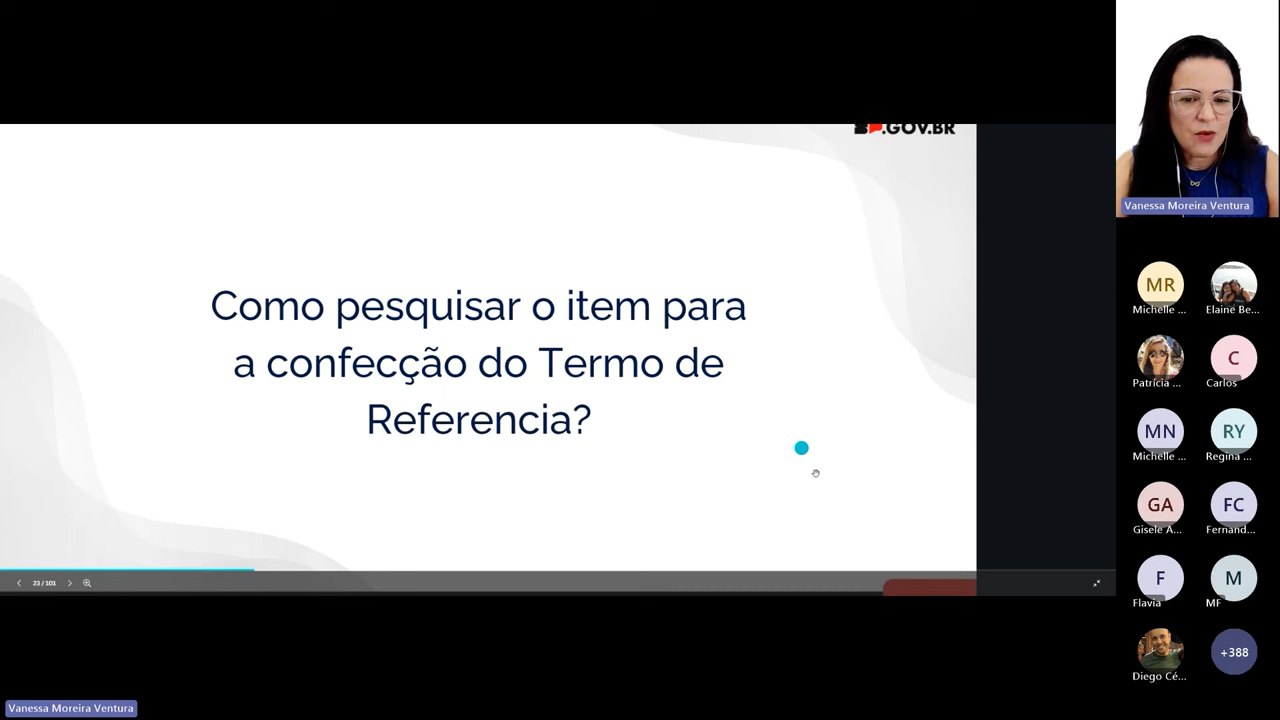 .GOV.BR
Como pesquisar o item para
a confecção do Termo de
Referencia?
23 / 101
Vanessa Moreira Ventura
MR
Michelle ...
Elaine Be...
Patrícia ...
C
Carlos
MN
Michelle ...
RY
Regina ...
GA
Gisele A...
FC
Fernand...
F
Flavia
M
MF
Diego Cé...
+388
Vanessa Moreira Ventura